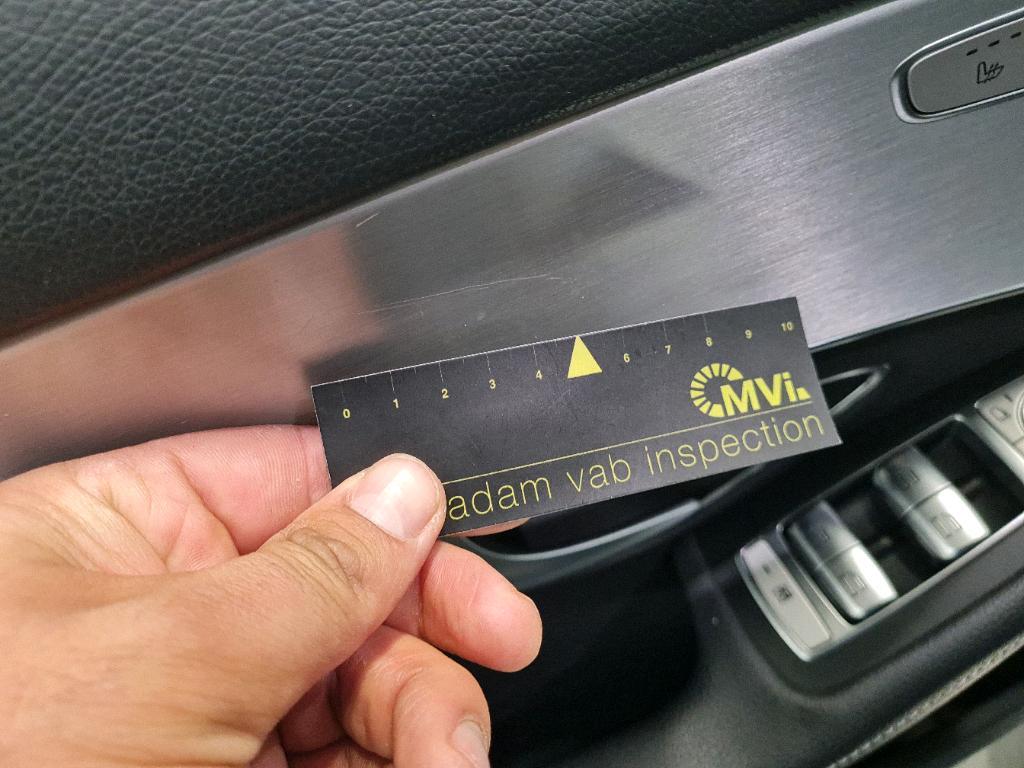 0 1 2 3 4 6 7 8 9 10
MVi.
adam vab inspection